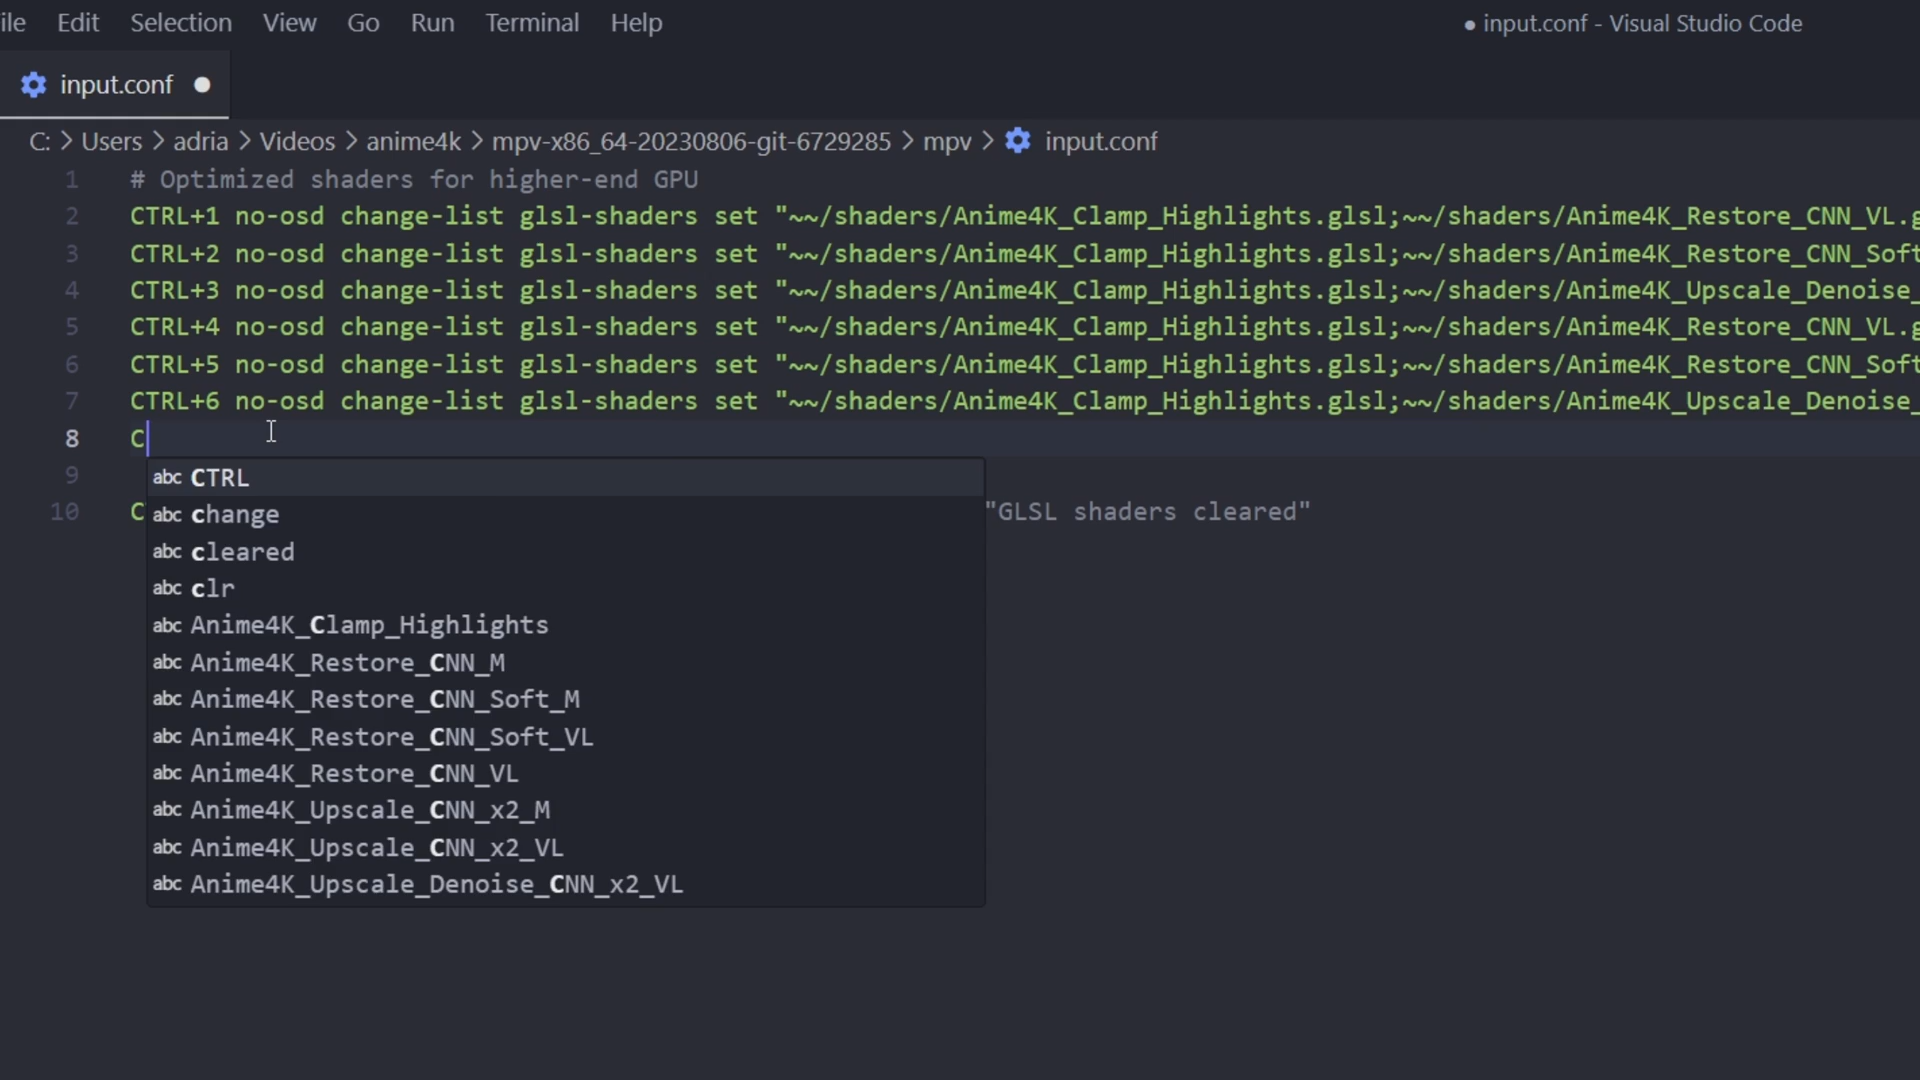 ile Edit Selection View Go Run Terminal Help ● input.conf - Visual Studio Code
input.conf
C: > Users > adria > Videos > anime4k > mpv-x86_64-20230806-git-6729285 > mpv > input.conf
1 # Optimized shaders for higher-end GPU
2 CTRL+1 no-osd change-list glsl-shaders set "~~/shaders/Anime4K_Clamp_Highlights.glsl;~~/shaders/Anime4K_Restore_CNN_VL.g
3 CTRL+2 no-osd change-list glsl-shaders set "~~/shaders/Anime4K_Clamp_Highlights.glsl;~~/shaders/Anime4K_Restore_CNN_Soft
4 CTRL+3 no-osd change-list glsl-shaders set "~~/shaders/Anime4K_Clamp_Highlights.glsl;~~/shaders/Anime4K_Upscale_Denoise_
5 CTRL+4 no-osd change-list glsl-shaders set "~~/shaders/Anime4K_Clamp_Highlights.glsl;~~/shaders/Anime4K_Restore_CNN_VL.g
6 CTRL+5 no-osd change-list glsl-shaders set "~~/shaders/Anime4K_Clamp_Highlights.glsl;~~/shaders/Anime4K_Restore_CNN_Soft
7 CTRL+6 no-osd change-list glsl-shaders set "~~/shaders/Anime4K_Clamp_Highlights.glsl;~~/shaders/Anime4K_Upscale_Denoise_
8 C
abc CTRL
9
abc change
10 C "GLSL shaders cleared"
abc cleared
abc clr
abc Anime4K_Clamp_Highlights
abc Anime4K_Restore_CNN_M
abc Anime4K_Restore_CNN_Soft_M
abc Anime4K_Restore_CNN_Soft_VL
abc Anime4K_Restore_CNN_VL
abc Anime4K_Upscale_CNN_x2_M
abc Anime4K_Upscale_CNN_x2_VL
abc Anime4K_Upscale_Denoise_CNN_x2_VL